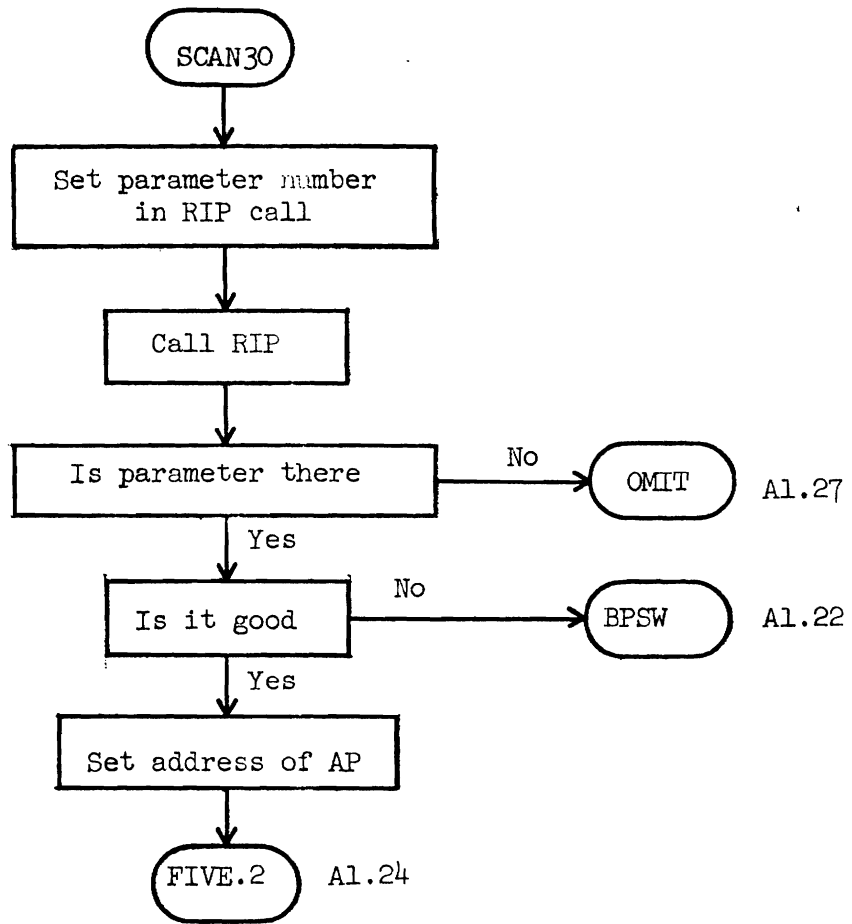 SCAN30
Set parameter number
in RIP call
Call RIP
Is parameter there
No
OMIT
A1.27
Yes
Is it good
No
BPSW
A1.22
Yes
Set address of AP
FIVE.2
A1.24